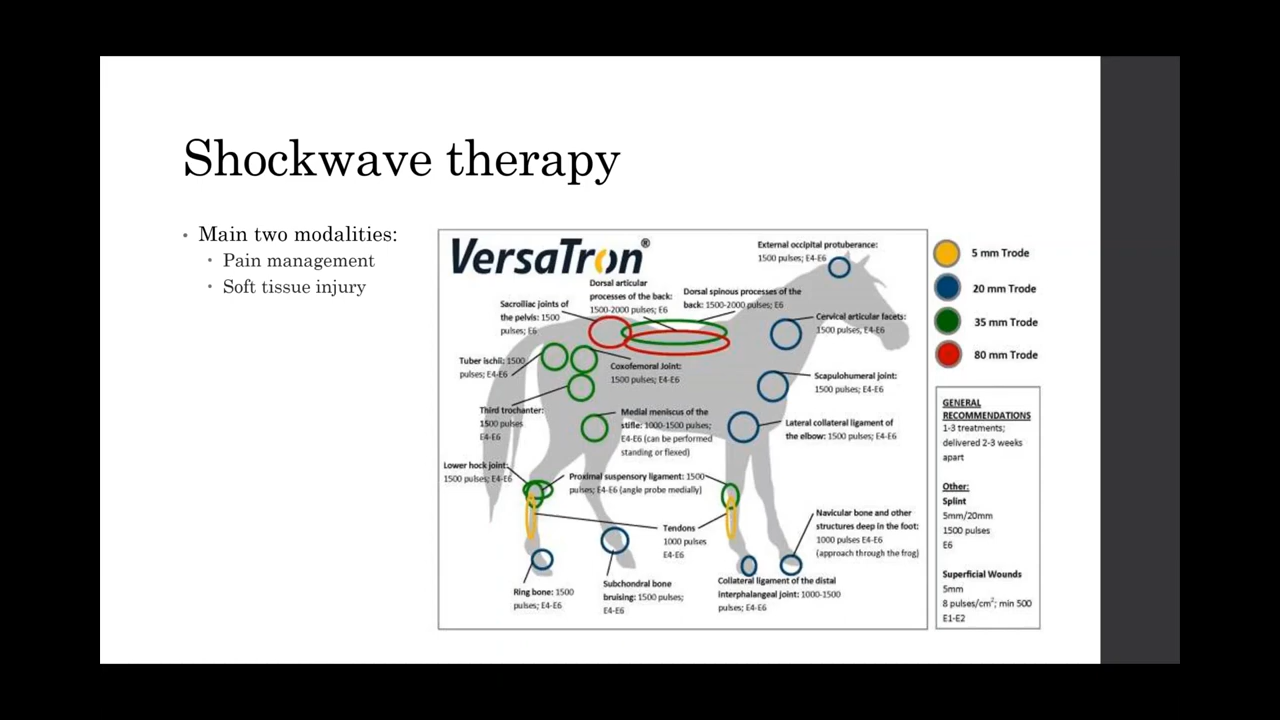 Shockwave therapy
• Main two modalities:
• Pain management
• Soft tissue injury
VersaTron®
External occipital protuberance:
1500 pulses; E4-E6
Dorsal articular
processes of the back:
1500-2000 pulses; E6
Dorsal spinous processes of the
back: 1500-2000 pulses; E6
Sacroiliac joints of
the pelvis: 1500
pulses; E6
Cervical articular facets:
1500 pulses, E4-E6
Tuber ischii: 1500
pulses; E4-E6
Coxofemoral Joint:
1500 pulses; E4-E6
Scapulohumeral joint:
1500 pulses; E4-E6
Third trochanter:
1500 pulses
E4-E6
Medial meniscus of the
stifle: 1000-1500 pulses;
E4-E6 (can be performed
standing or flexed)
Lateral collateral ligament of
the elbow: 1500 pulses; E4-E6
Lower hock joint:
1500 pulses; E4-E6
Proximal suspensory ligament: 1500
pulses; E4-E6 (angle probe medially)
Tendons
1000 pulses
E4-E6
Navicular bone and other
structures deep in the foot:
1000 pulses E4-E6
(approach through the frog)
Ring bone: 1500
pulses; E4-E6
Subchondral bone
bruising: 1500 pulses;
E4-E6
Collateral ligament of the distal
interphalangeal joint: 1000-1500
pulses; E4-E6
5 mm Trode
20 mm Trode
35 mm Trode
80 mm Trode
GENERAL
RECOMMENDATIONS
1-3 treatments;
delivered 2-3 weeks
apart
Other:
Splint
5mm/20mm
1500 pulses
E6
Superficial Wounds
5mm
8 pulses/cm²; min 500
E1-E2